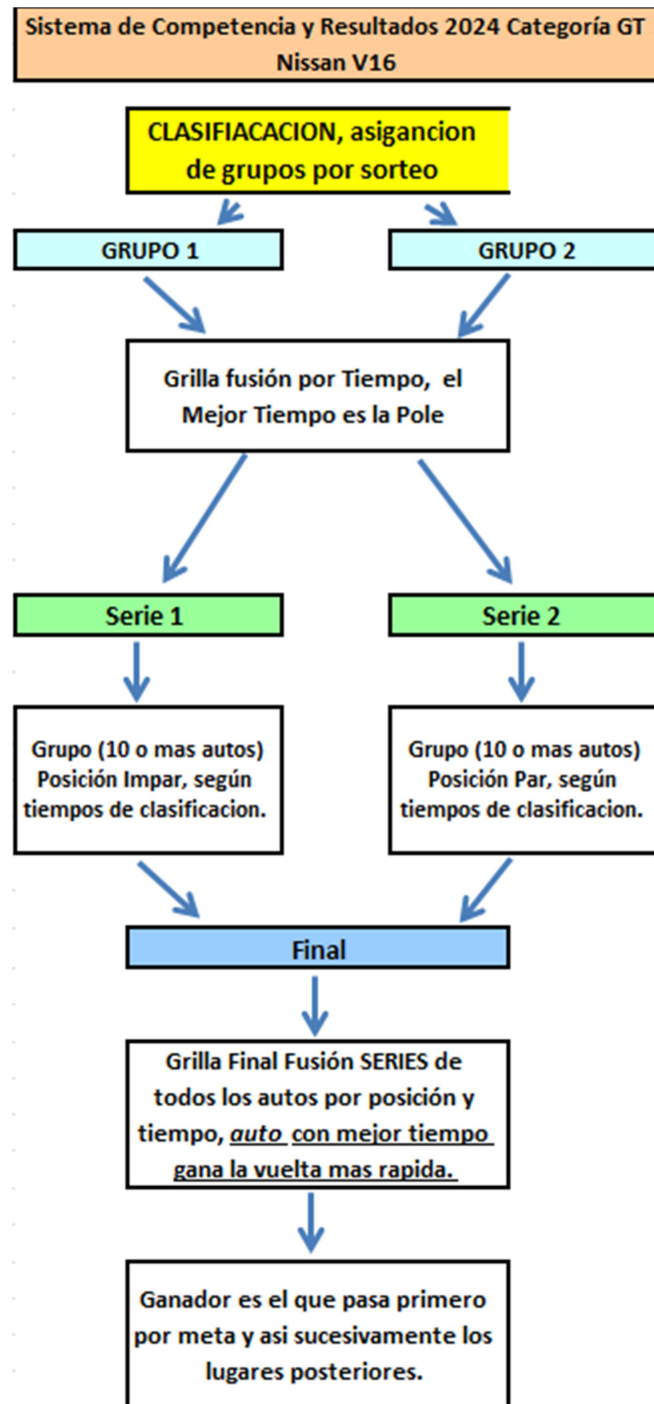 Sistema de Competencia y Resultados 2024 Categoría GT
Nissan V16
CLASIFIACACION, asigancion
de grupos por sorteo
GRUPO 1
GRUPO 2
Grilla fusión por Tiempo, el
Mejor Tiempo es la Pole
Serie 1
Serie 2
Grupo (10 o mas autos)
Posición Impar, según
tiempos de clasificacion.
Grupo (10 o mas autos)
Posición Par, según
tiempos de clasificacion.
Final
Grilla Final Fusión SERIES de
todos los autos por posición y
tiempo, auto con mejor tiempo
gana la vuelta mas rapida.
Ganador es el que pasa primero
por meta y asi sucesivamente los
lugares posteriores.